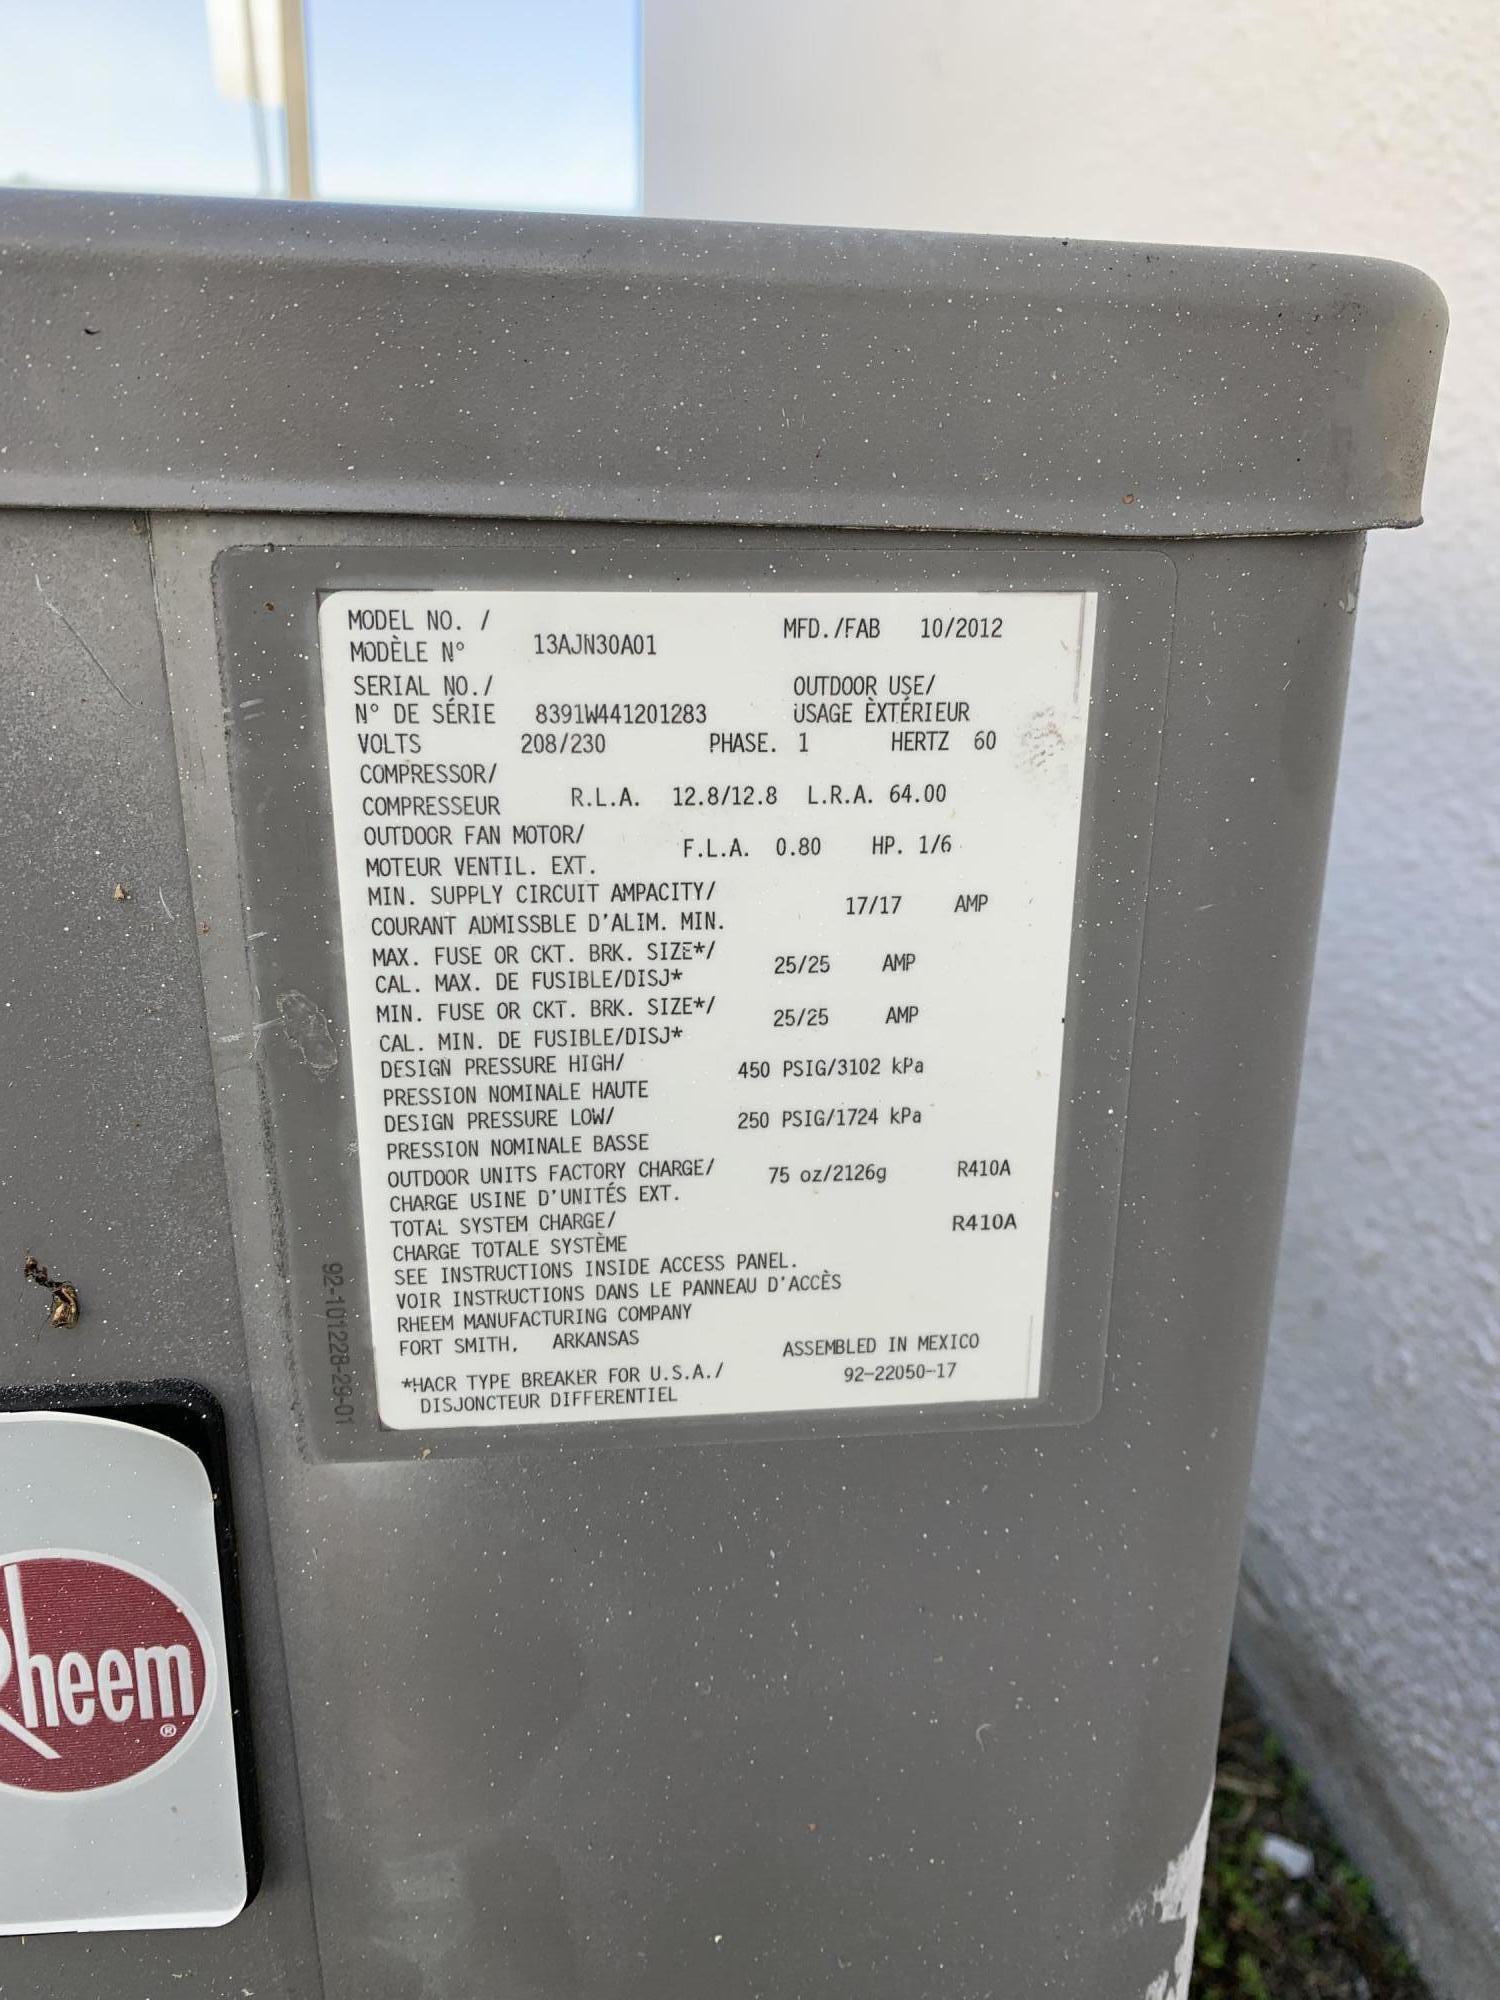 MODEL NO. /
MODÈLE N° 13AJN30A01 MFD./FAB 10/2012
SERIAL NO./ OUTDOOR USE/
N° DE SÉRIE 8391W441201283 USAGE ÈXTÉRIEUR
VOLTS 208/230 PHASE. 1 HERTZ 60
COMPRESSOR/
COMPRESSEUR R.L.A. 12.8/12.8 L.R.A. 64.00
OUTDOOR FAN MOTOR/
MOTEUR VENTIL. EXT. F.L.A. 0.80 HP. 1/6
MIN. SUPPLY CIRCUIT AMPACITY/
COURANT ADMISSBLE D'ALIM. MIN. 17/17 AMP
MAX. FUSE OR CKT. BRK. SIZE*/
CAL. MAX. DE FUSIBLE/DISJ* 25/25 AMP
MIN. FUSE OR CKT. BRK. SIZE*/
CAL. MIN. DE FUSIBLE/DISJ* 25/25 AMP
DESIGN PRESSURE HIGH/ 450 PSIG/3102 kPa
PRESSION NOMINALE HAUTE
DESIGN PRESSURE LOW/ 250 PSIG/1724 kPa
PRESSION NOMINALE BASSE
OUTDOOR UNITS FACTORY CHARGE/ 75 oz/2126g R410A
CHARGE USINE D'UNITÉS EXT.
TOTAL SYSTEM CHARGE/ R410A
CHARGE TOTALE SYSTÈME
SEE INSTRUCTIONS INSIDE ACCESS PANEL.
VOIR INSTRUCTIONS DANS LE PANNEAU D'ACCÈS
RHEEM MANUFACTURING COMPANY
FORT SMITH, ARKANSAS ASSEMBLED IN MEXICO
*HACR TYPE BREAKER FOR U.S.A./ 92-22050-17
DISJONCTEUR DIFFERENTIEL
92-101228-29-01
Rheem®